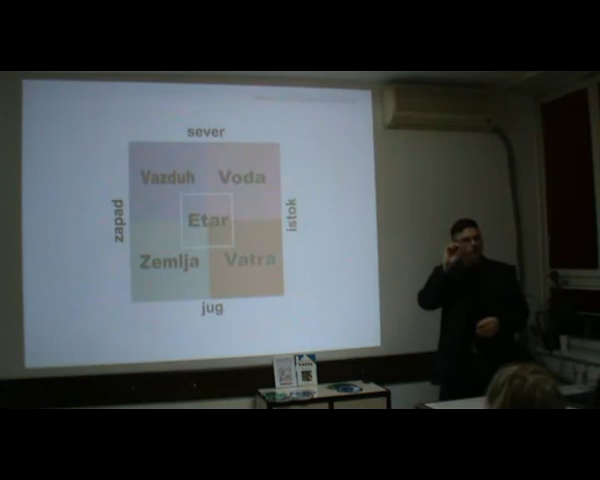 sever
Vazduh Voda
zapad
Etar
istok
Zemlja Vatra
jug